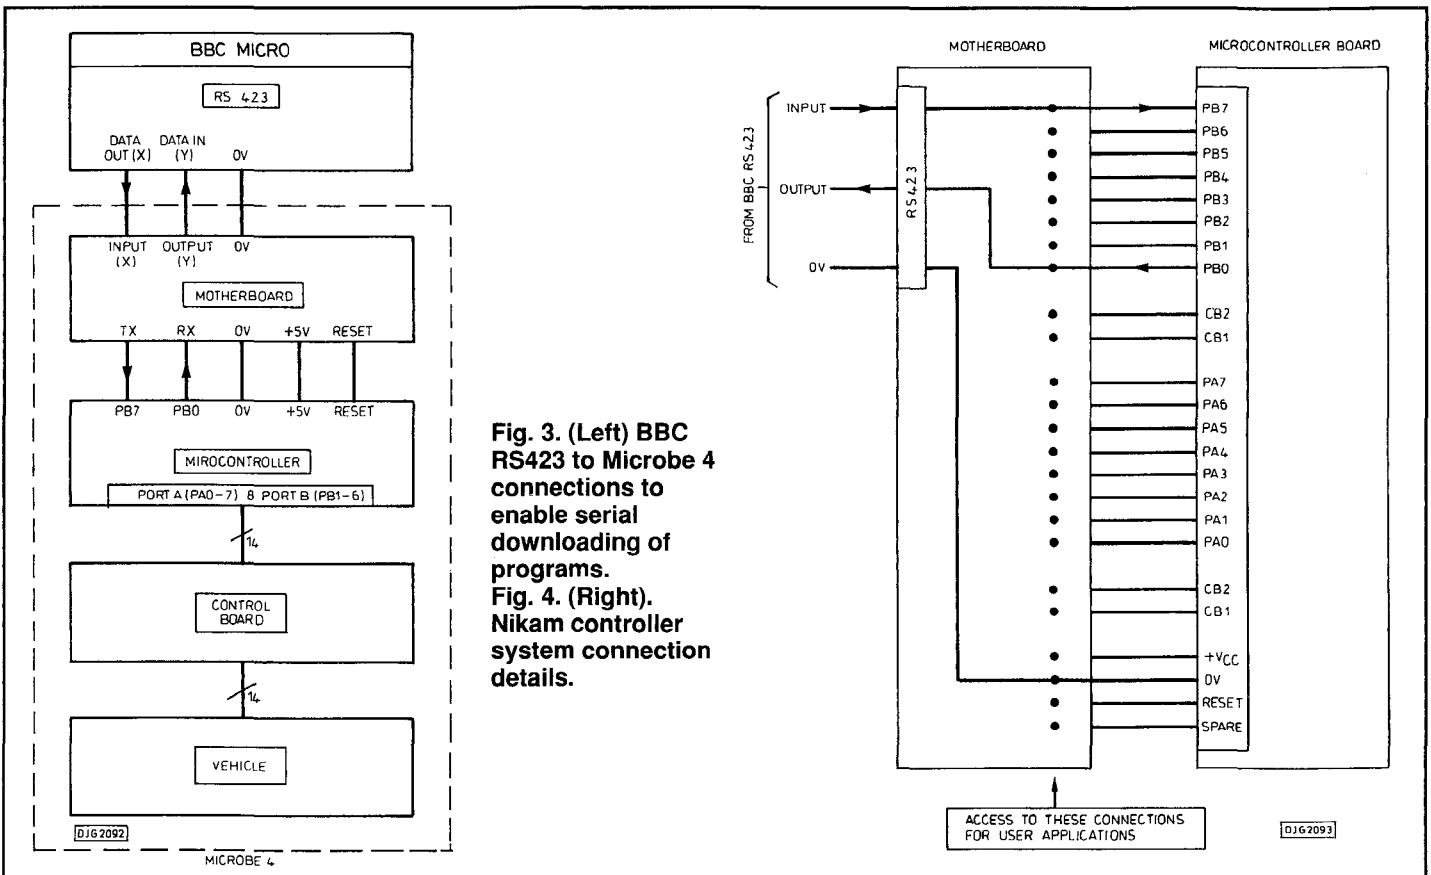 BBC MICRO
RS 423
DATA OUT (X)
DATA IN (Y)
0V
INPUT (X)
OUTPUT (Y)
0V
MOTHERBOARD
TX
RX
0V
+5V
RESET
PB7
PB0
0V
+5V
RESET
MIROCONTROLLER
PORT A (PA0-7) 8 PORT B (PB1-6)
14
CONTROL
BOARD
14
VEHICLE
DJG2092
MICROBE 4
Fig. 3. (Left) BBC
RS423 to Microbe 4
connections to
enable serial
downloading of
programs.
Fig. 4. (Right).
Nikam controller
system connection
details.
MOTHERBOARD
MICROCONTROLLER BOARD
FROM BBC RS423
INPUT
OUTPUT
0V
RS423
PB7
PB6
PB5
PB4
PB3
PB2
PB1
PB0
CB2
CB1
PA7
PA6
PA5
PA4
PA3
PA2
PA1
PA0
CB2
CB1
+VCC
0V
RESET
SPARE
ACCESS TO THESE CONNECTIONS
FOR USER APPLICATIONS
DJG2093